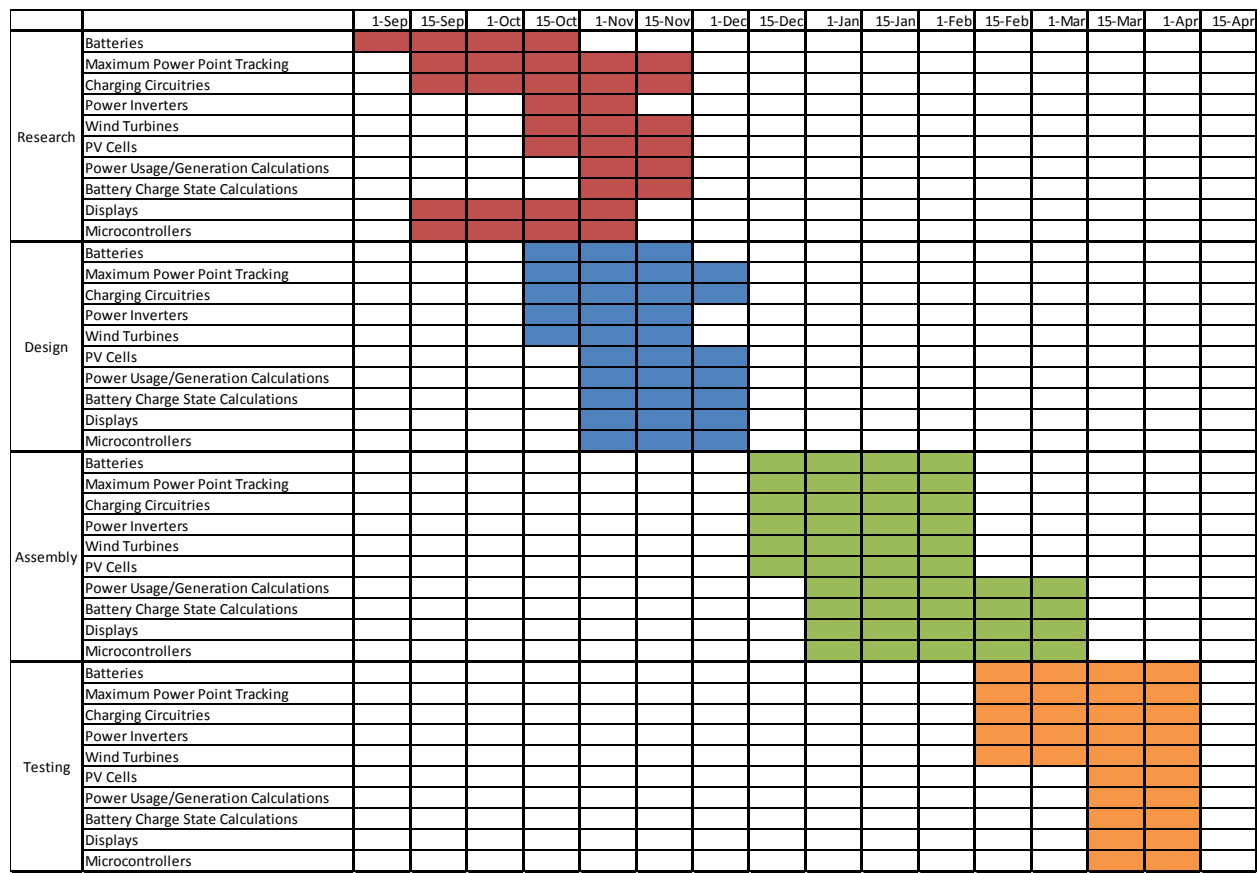 1-Sep 15-Sep 1-Oct 15-Oct 1-Nov 15-Nov 1-Dec 15-Dec 1-Jan 15-Jan 1-Feb 15-Feb 1-Mar 15-Mar 1-Apr 15-Apr
Research
Batteries
Maximum Power Point Tracking
Charging Circuitries
Power Inverters
Wind Turbines
PV Cells
Power Usage/Generation Calculations
Battery Charge State Calculations
Displays
Microcontrollers
Design
Batteries
Maximum Power Point Tracking
Charging Circuitries
Power Inverters
Wind Turbines
PV Cells
Power Usage/Generation Calculations
Battery Charge State Calculations
Displays
Microcontrollers
Assembly
Batteries
Maximum Power Point Tracking
Charging Circuitries
Power Inverters
Wind Turbines
PV Cells
Power Usage/Generation Calculations
Battery Charge State Calculations
Displays
Microcontrollers
Testing
Batteries
Maximum Power Point Tracking
Charging Circuitries
Power Inverters
Wind Turbines
PV Cells
Power Usage/Generation Calculations
Battery Charge State Calculations
Displays
Microcontrollers